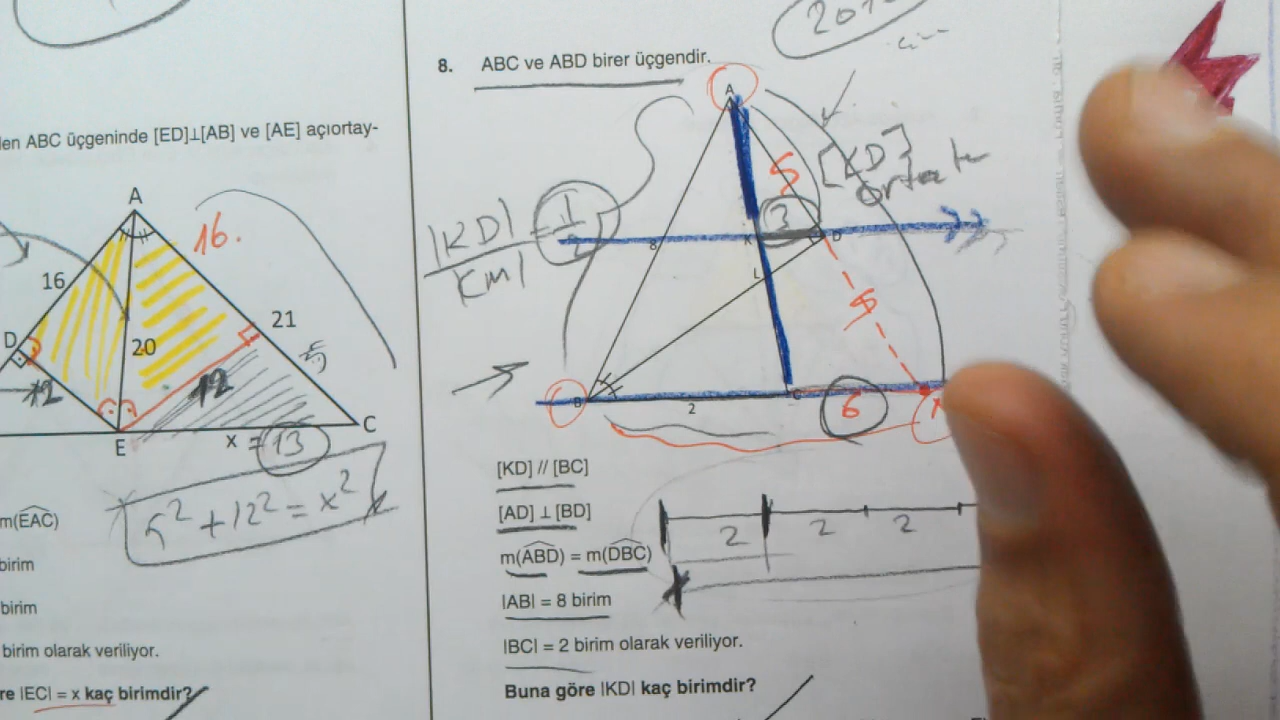 201
8. ABC ve ABD birer üçgendir.
len ABC üçgeninde [ED]⊥[AB] ve [AE] açıortay-
A
16.
16
21
D
20
12
12
5
E
x = 13
C
5² + 12² = x²
m(EAC)
birim
birim
birim olarak veriliyor.
re |EC| = x kaç birimdir?
A
5
[KD]
|KD|
|KM|
1
2
3
8
K
D
L
5
B
2
C
6
[KD] // [BC]
[AD] ⊥ [BD]
m(ABD) = m(DBC)
2 2 2
|AB| = 8 birim
|BC| = 2 birim olarak veriliyor.
Buna göre |KD| kaç birimdir?